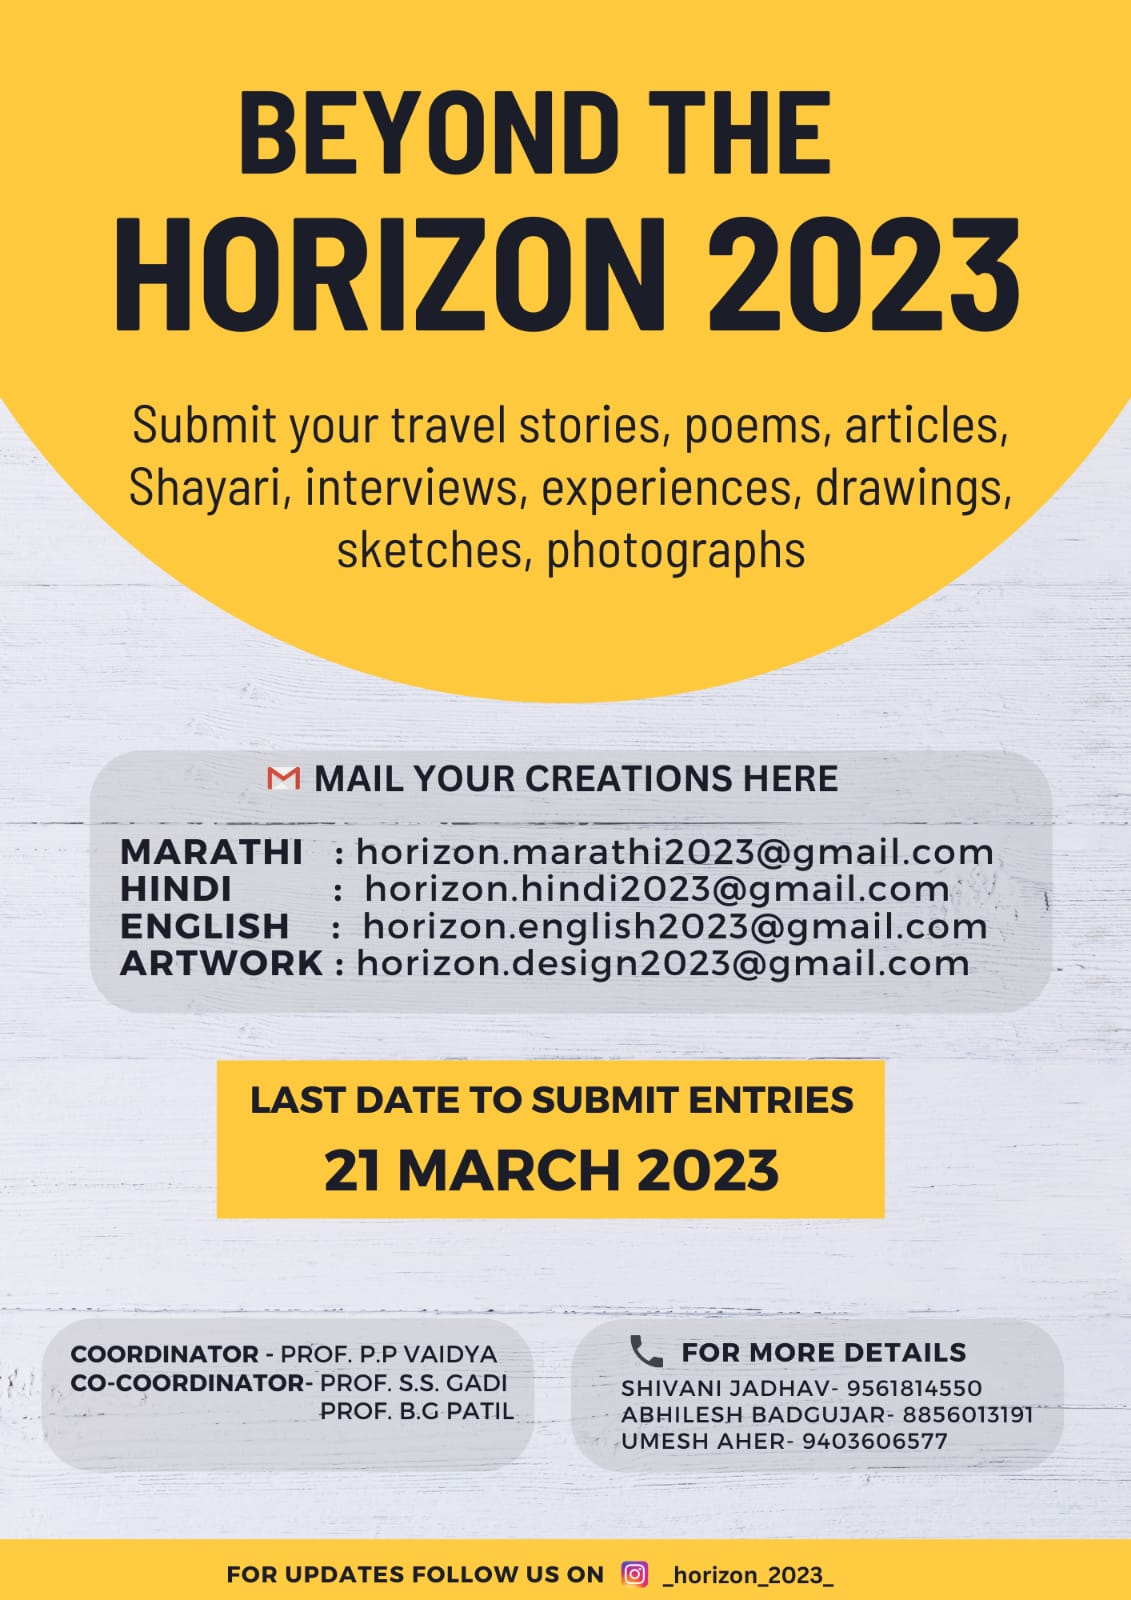 BEYOND THE
HORIZON 2023
Submit your travel stories, poems, articles,
Shayari, interviews, experiences, drawings,
sketches, photographs
MAIL YOUR CREATIONS HERE
MARATHI : horizon.marathi2023@gmail.com
HINDI : horizon.hindi2023@gmail.com
ENGLISH : horizon.english2023@gmail.com
ARTWORK : horizon.design2023@gmail.com
LAST DATE TO SUBMIT ENTRIES
21 MARCH 2023
COORDINATOR - PROF. P.P VAIDYA
CO-COORDINATOR- PROF. S.S. GADI
PROF. B.G PATIL
FOR MORE DETAILS
SHIVANI JADHAV- 9561814550
ABHILESH BADGUJAR- 8856013191
UMESH AHER- 9403606577
FOR UPDATES FOLLOW US ON _horizon_2023_